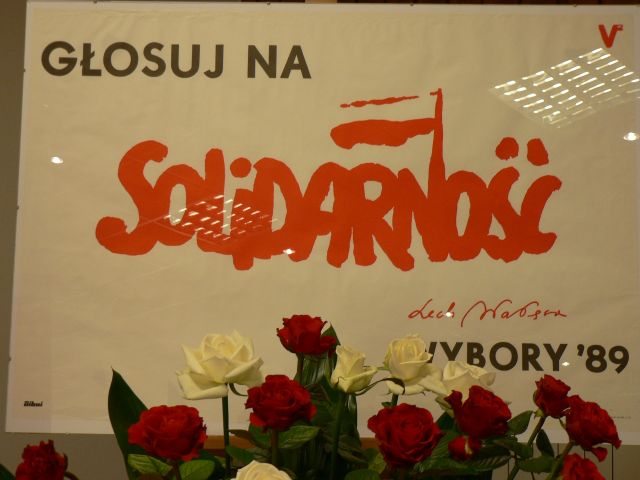 GŁOSUJ NA
V
SOLiDARNOŚĆ
Lech Wałęsa
WYBORY '89